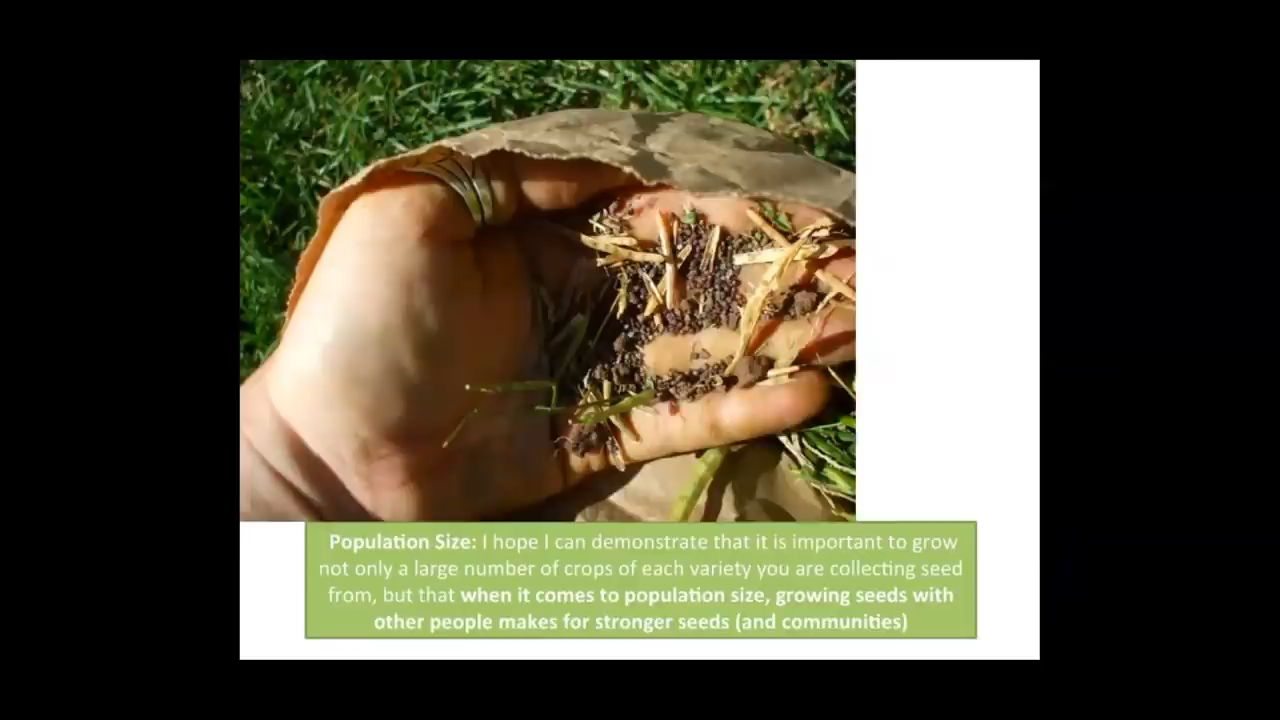 Population Size: I hope I can demonstrate that it is important to grow
not only a large number of crops of each variety you are collecting seed
from, but that when it comes to population size, growing seeds with
other people makes for stronger seeds (and communities)